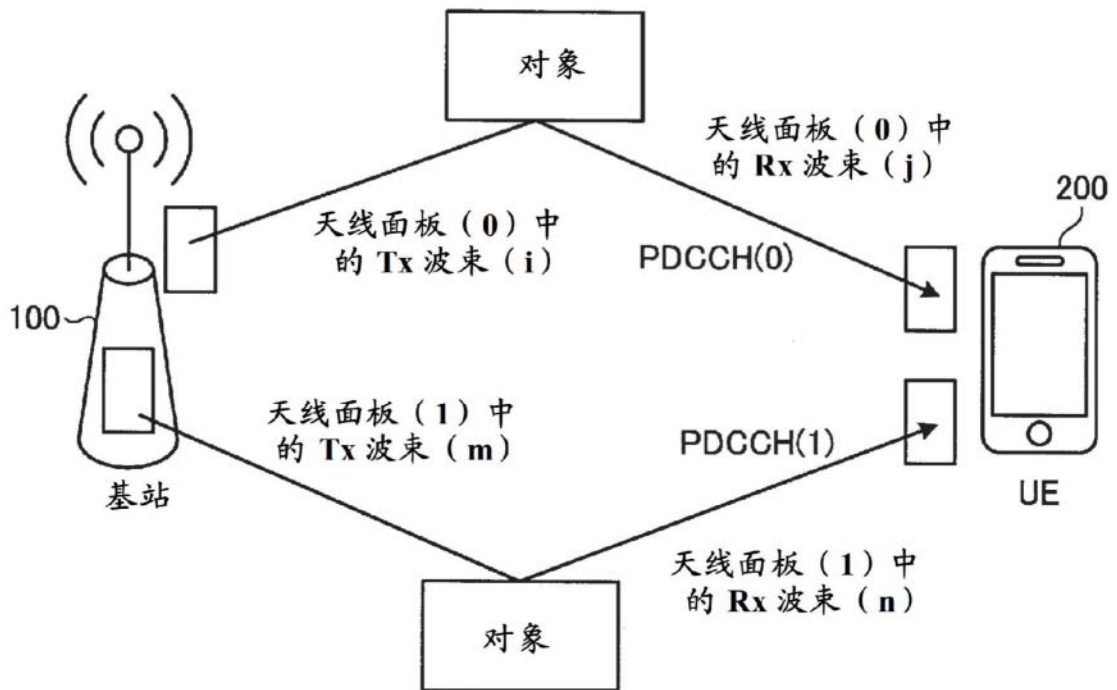 对象
天线面板（0）中
的 Rx 波束（j）
200
天线面板（0）中
的 Tx 波束（i）
PDCCH(0)
100
天线面板（1）中
的 Tx 波束（m）
PDCCH(1)
基站
UE
天线面板（1）中
的 Rx 波束（n）
对象